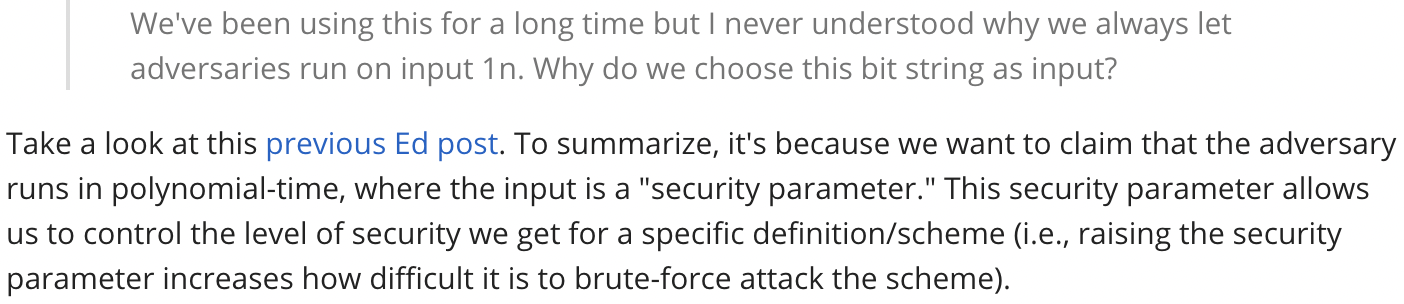 We've been using this for a long time but I never understood why we always let
adversaries run on input 1n. Why do we choose this bit string as input?
Take a look at this previous Ed post. To summarize, it's because we want to claim that the adversary
runs in polynomial-time, where the input is a "security parameter." This security parameter allows
us to control the level of security we get for a specific definition/scheme (i.e., raising the security
parameter increases how difficult it is to brute-force attack the scheme).